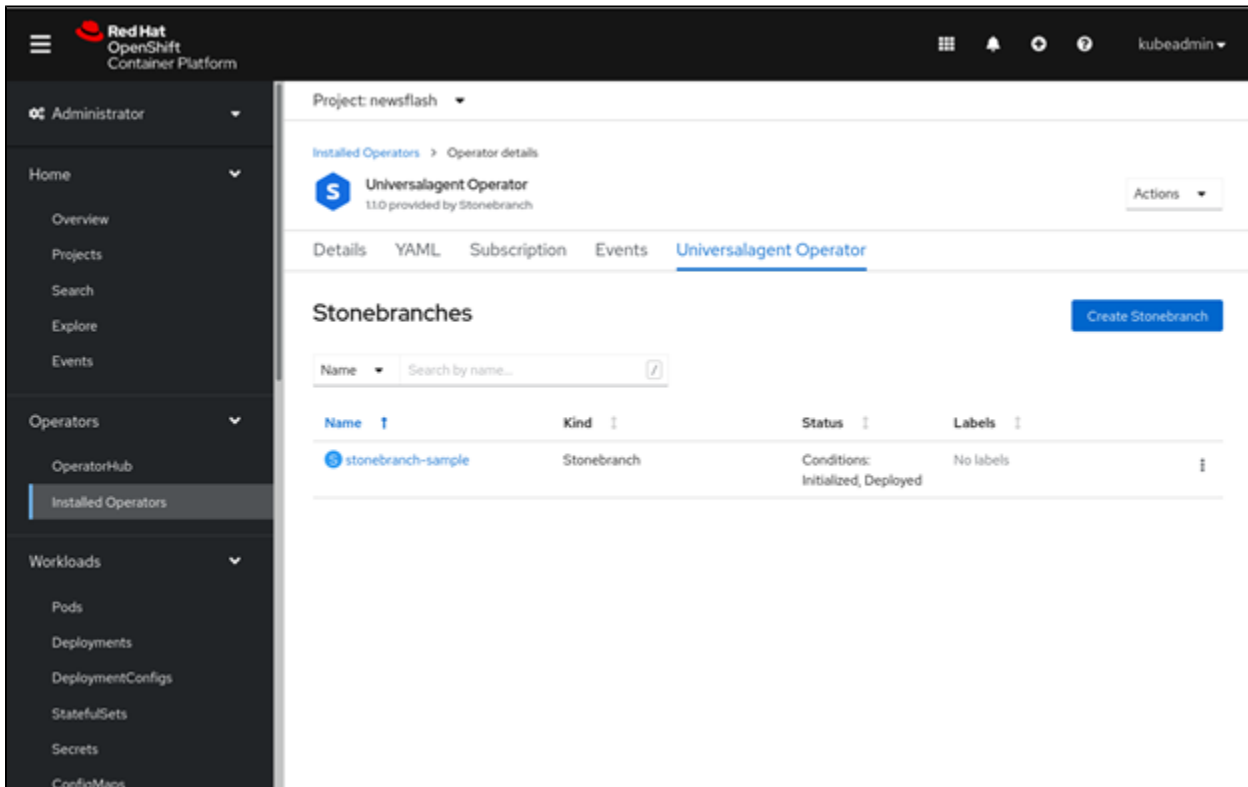 Red Hat
OpenShift
Container Platform
kubeadmin
Administrator
Home
Overview
Projects
Search
Explore
Events
Operators
OperatorHub
Installed Operators
Workloads
Pods
Deployments
DeploymentConfigs
StatefulSets
Secrets
ConfigMaps
Project: newsflash
Installed Operators > Operator details
S
Universalagent Operator
1.1.0 provided by Stonebranch
Actions
Details YAML Subscription Events Universalagent Operator
Stonebranches
Create Stonebranch
Name Search by name... /
Name Kind Status Labels
S stonebranch-sample Stonebranch Conditions: No labels
Initialized, Deployed